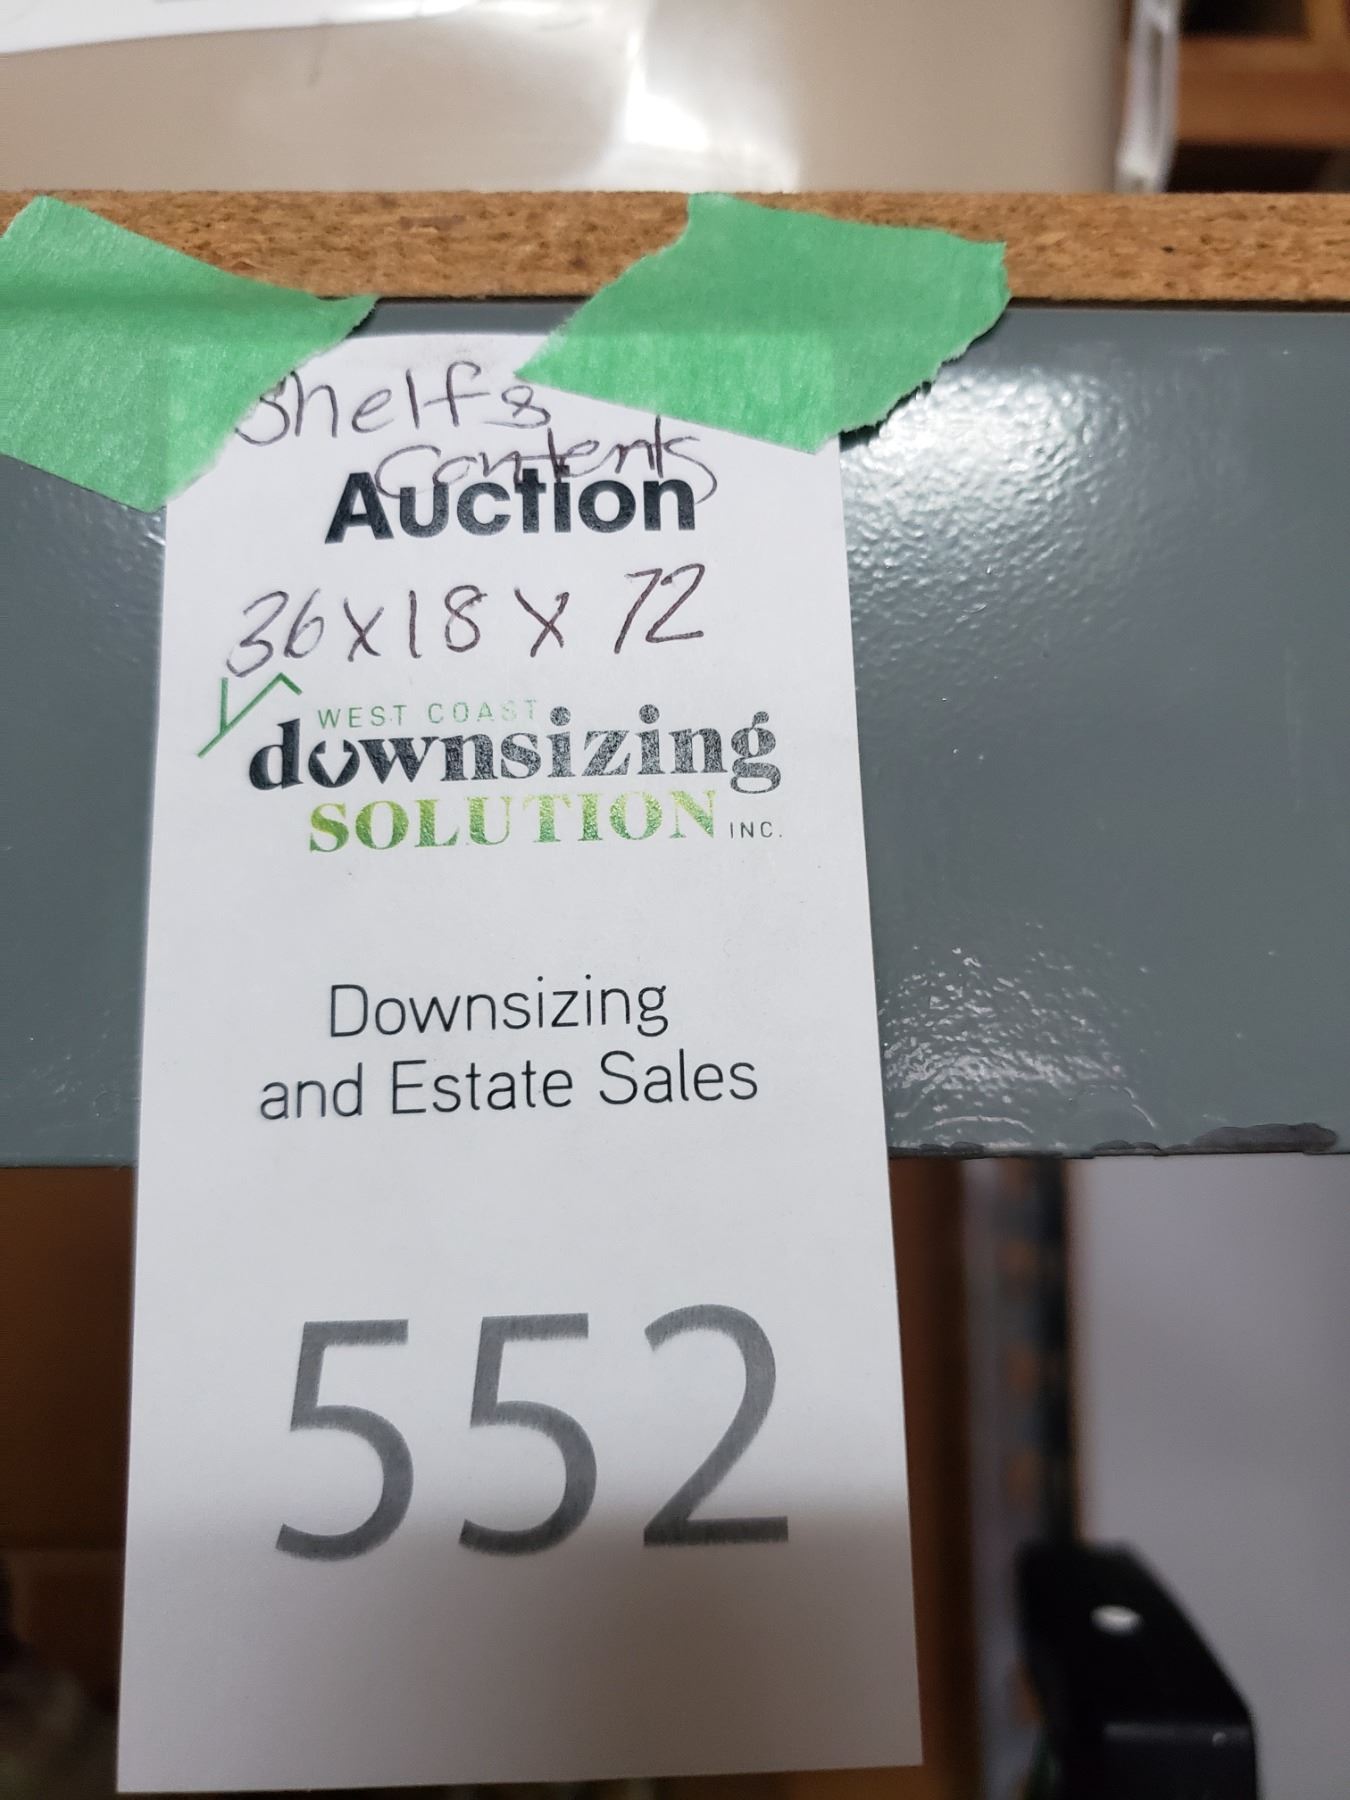 Shelf &
Contents
Auction
36 x 18 x 72
WEST COAST
downsizing
SOLUTION INC.
Downsizing
and Estate Sales
552